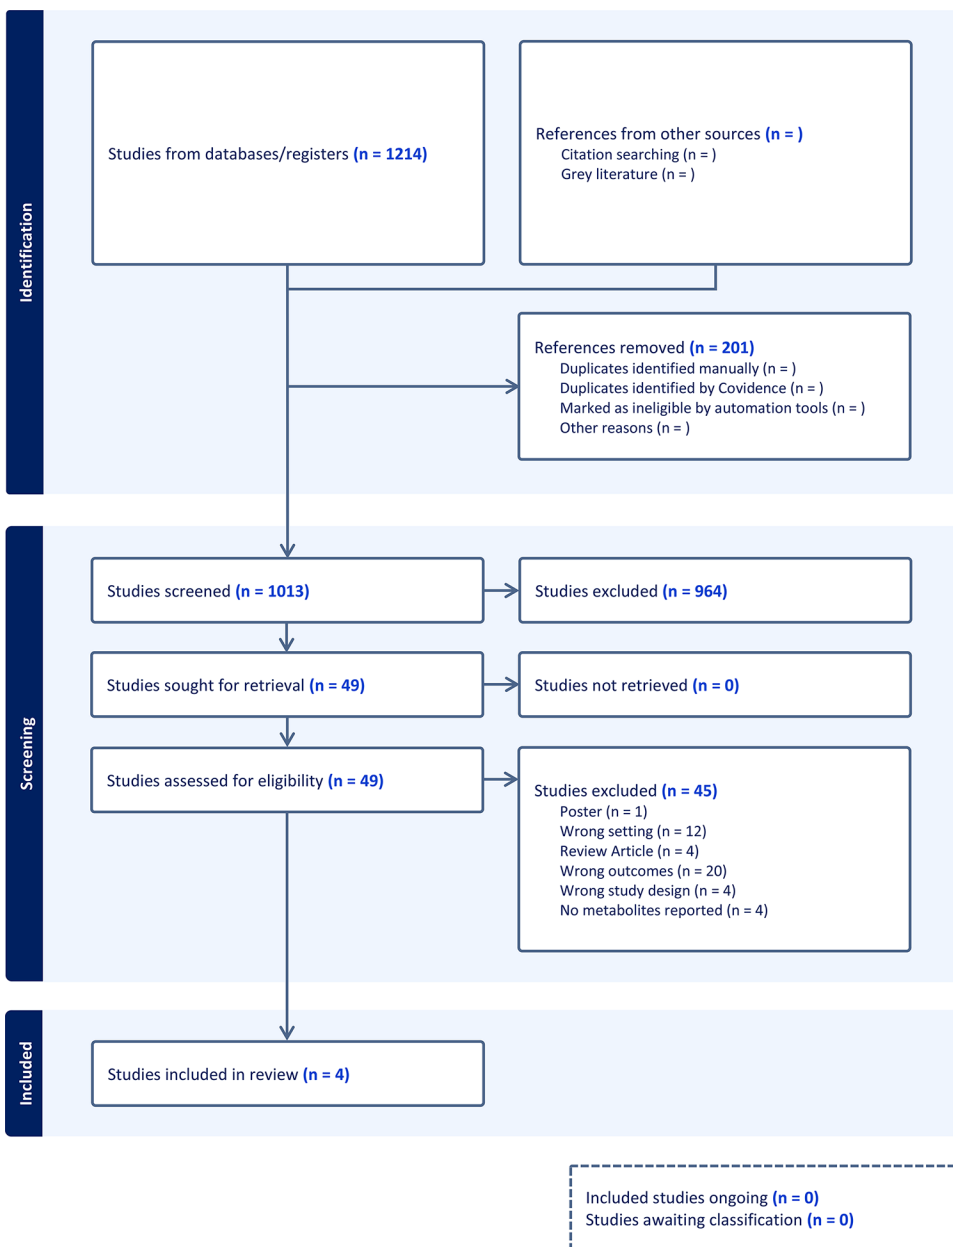 Identification
Studies from databases/registers (n = 1214)
References from other sources (n = )
Citation searching (n = )
Grey literature (n = )
References removed (n = 201)
Duplicates identified manually (n = )
Duplicates identified by Covidence (n = )
Marked as ineligible by automation tools (n = )
Other reasons (n = )
Screening
Studies screened (n = 1013)
Studies excluded (n = 964)
Studies sought for retrieval (n = 49)
Studies not retrieved (n = 0)
Studies assessed for eligibility (n = 49)
Studies excluded (n = 45)
Poster (n = 1)
Wrong setting (n = 12)
Review Article (n = 4)
Wrong outcomes (n = 20)
Wrong study design (n = 4)
No metabolites reported (n = 4)
Included
Studies included in review (n = 4)
Included studies ongoing (n = 0)
Studies awaiting classification (n = 0)